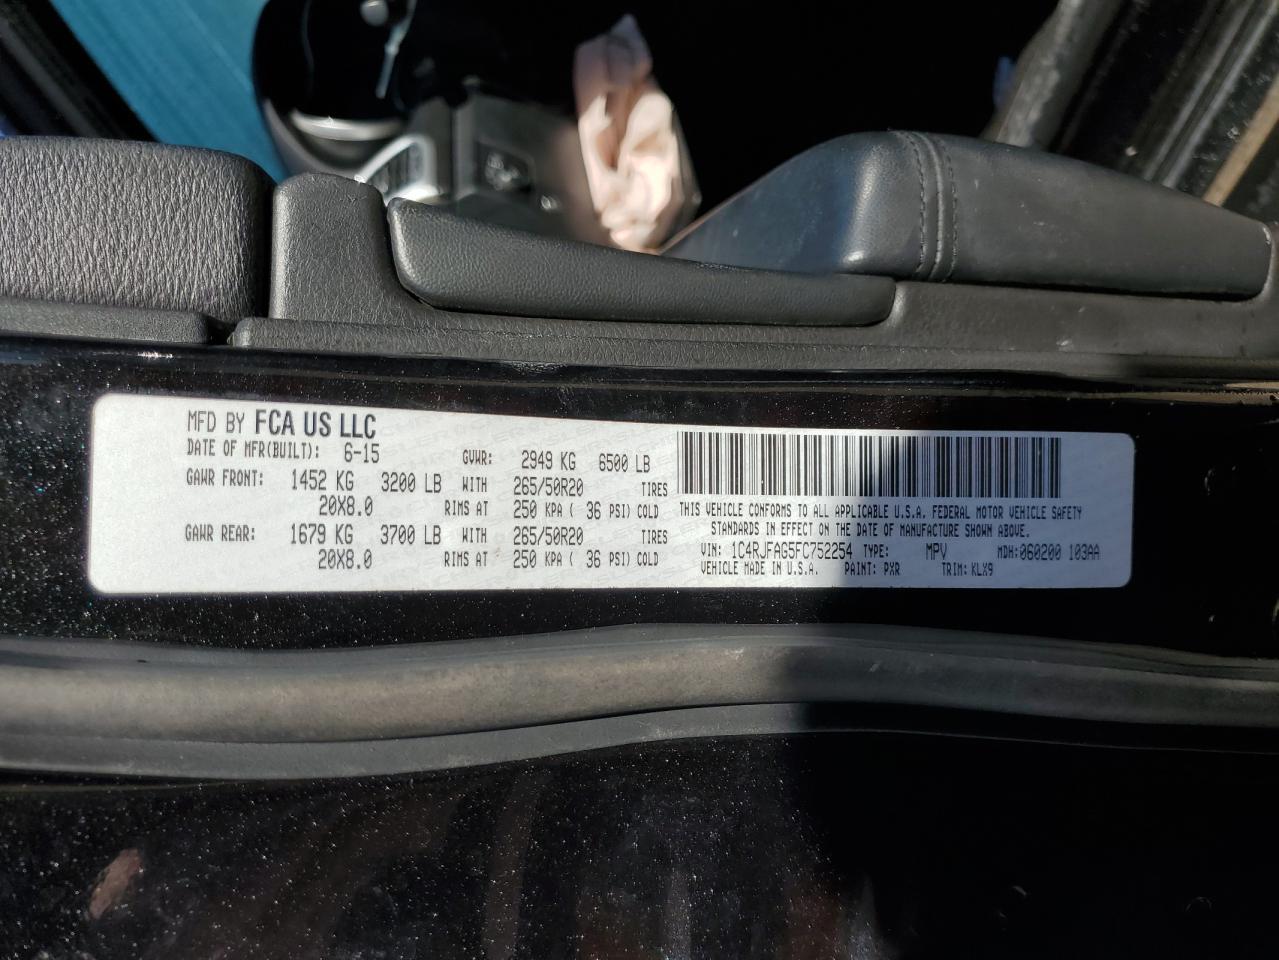 MFD BY FCA US LLC
DATE OF MFR(BUILT): 6-15 GVWR: 2949 KG 6500 LB
GAWR FRONT: 1452 KG 3200 LB WITH 265/50R20 TIRES
20X8.0 RIMS AT 250 KPA ( 36 PSI) COLD
GAWR REAR: 1679 KG 3700 LB WITH 265/50R20 TIRES
20X8.0 RIMS AT 250 KPA ( 36 PSI) COLD
THIS VEHICLE CONFORMS TO ALL APPLICABLE U.S.A. FEDERAL MOTOR VEHICLE SAFETY
STANDARDS IN EFFECT ON THE DATE OF MANUFACTURE SHOWN ABOVE.
VIN: 1C4RJFAG5FC752254 TYPE: MPV MDH:060200 103AA
VEHICLE MADE IN U.S.A. PAINT: PXR TRIM: KLX9